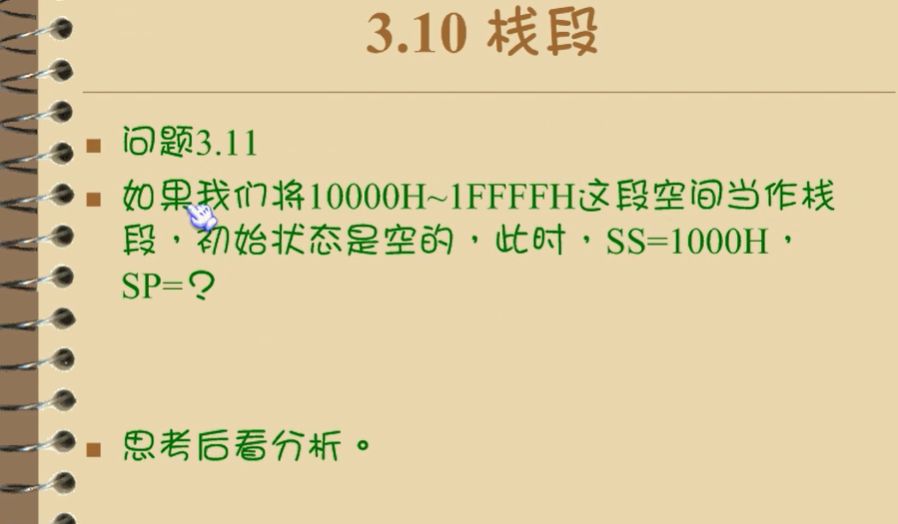 3.10 栈段
问题3.11
如果我们将10000H~1FFFFH这段空间当作栈
段，初始状态是空的，此时，SS=1000H，
SP=？
思考后看分析。